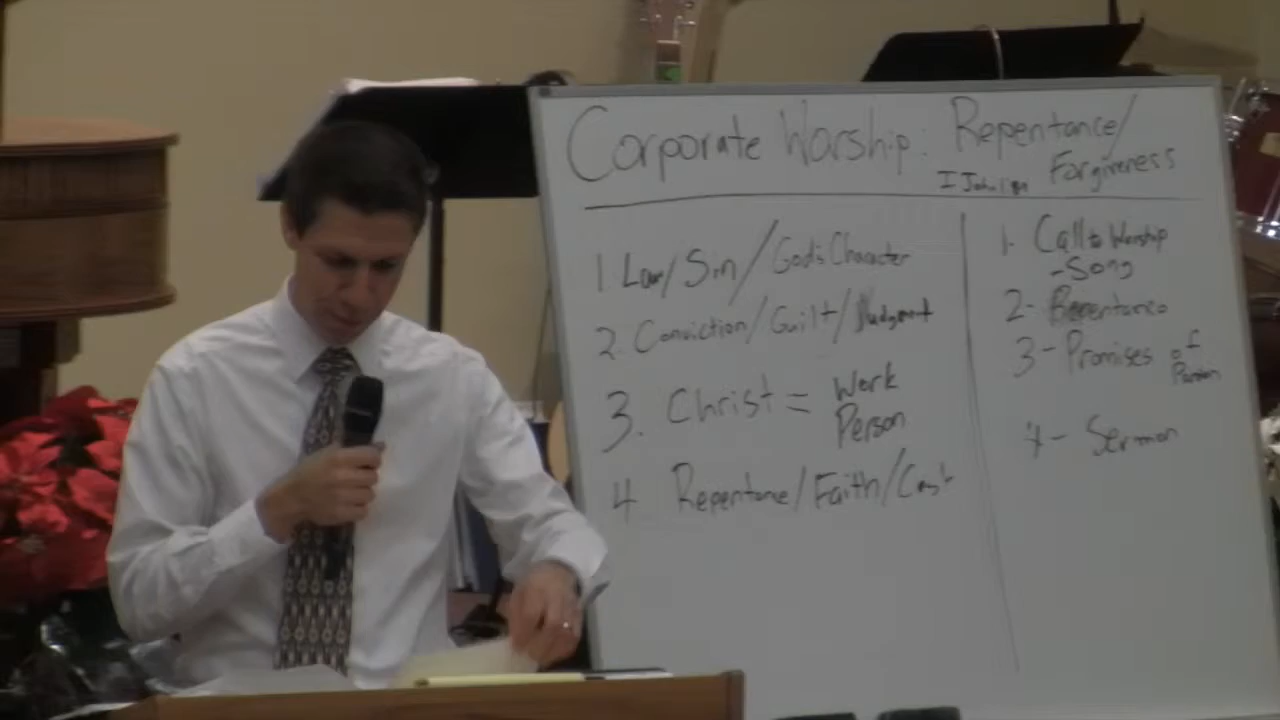 Corporate Worship: Repentance/
Forgiveness
I John
1 Law/Sin/God's Character
2. Conviction/Guilt/Judgment
3. Christ = Work
Person
4 Repentance/Faith/
1- Call to Worship
-Song
2- Repentance
3- Promises of
Pardon
4- Sermon